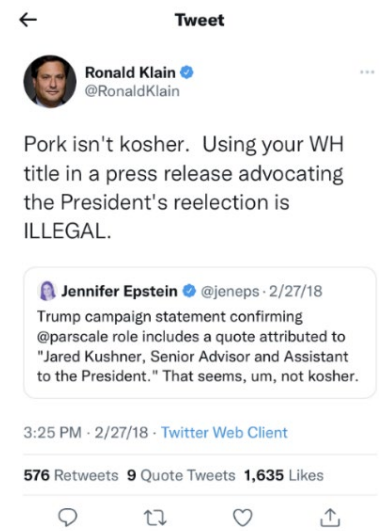 Tweet
Ronald Klain
@RonaldKlain
Pork isn't kosher. Using your WH
title in a press release advocating
the President's reelection is
ILLEGAL.
Jennifer Epstein @jeneps · 2/27/18
Trump campaign statement confirming
@parscale role includes a quote attributed to
"Jared Kushner, Senior Advisor and Assistant
to the President." That seems, um, not kosher.
3:25 PM · 2/27/18 · Twitter Web Client
576 Retweets 9 Quote Tweets 1,635 Likes